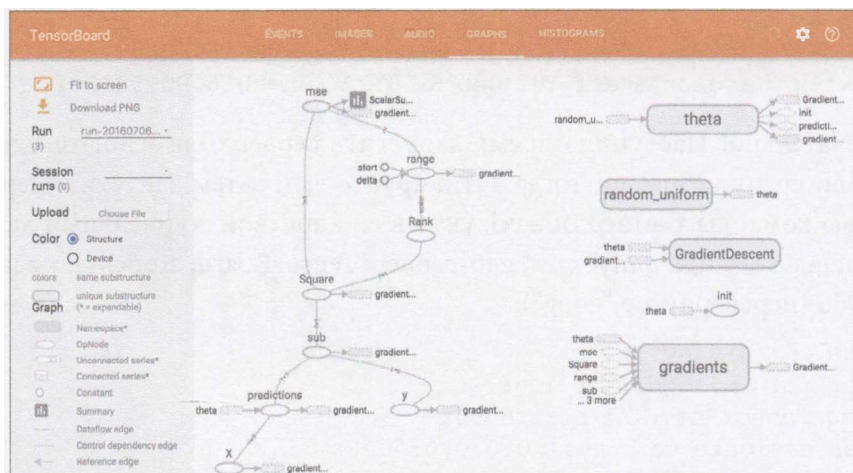 TensorBoard
EVENTS IMAGES AUDIO GRAPHS HISTOGRAMS
Fit to screen
Download PNG
Run
(3)
run-20160706...
Session
runs (0)
Upload
Choose File
Color
Structure
Device
colors same substructure
unique substructure
Graph
(* = expandable)
Namespace*
OpNode
Unconnected series*
Connected series*
Constant
Summary
Dataflow edge
Control dependency edge
Reference edge
mse
ScalarSu...
gradient...
start
delta
range
gradient...
Rank
Square
gradient...
sub
gradient...
theta
predictions
gradient...
y
gradient...
X
gradient...
random_u...
theta
Gradient...
init
predicti...
gradient...
random_uniform
theta
theta
gradient...
GradientDescent
init
theta
theta
mse
Square
range
sub
... 3 more
gradients
Gradient...